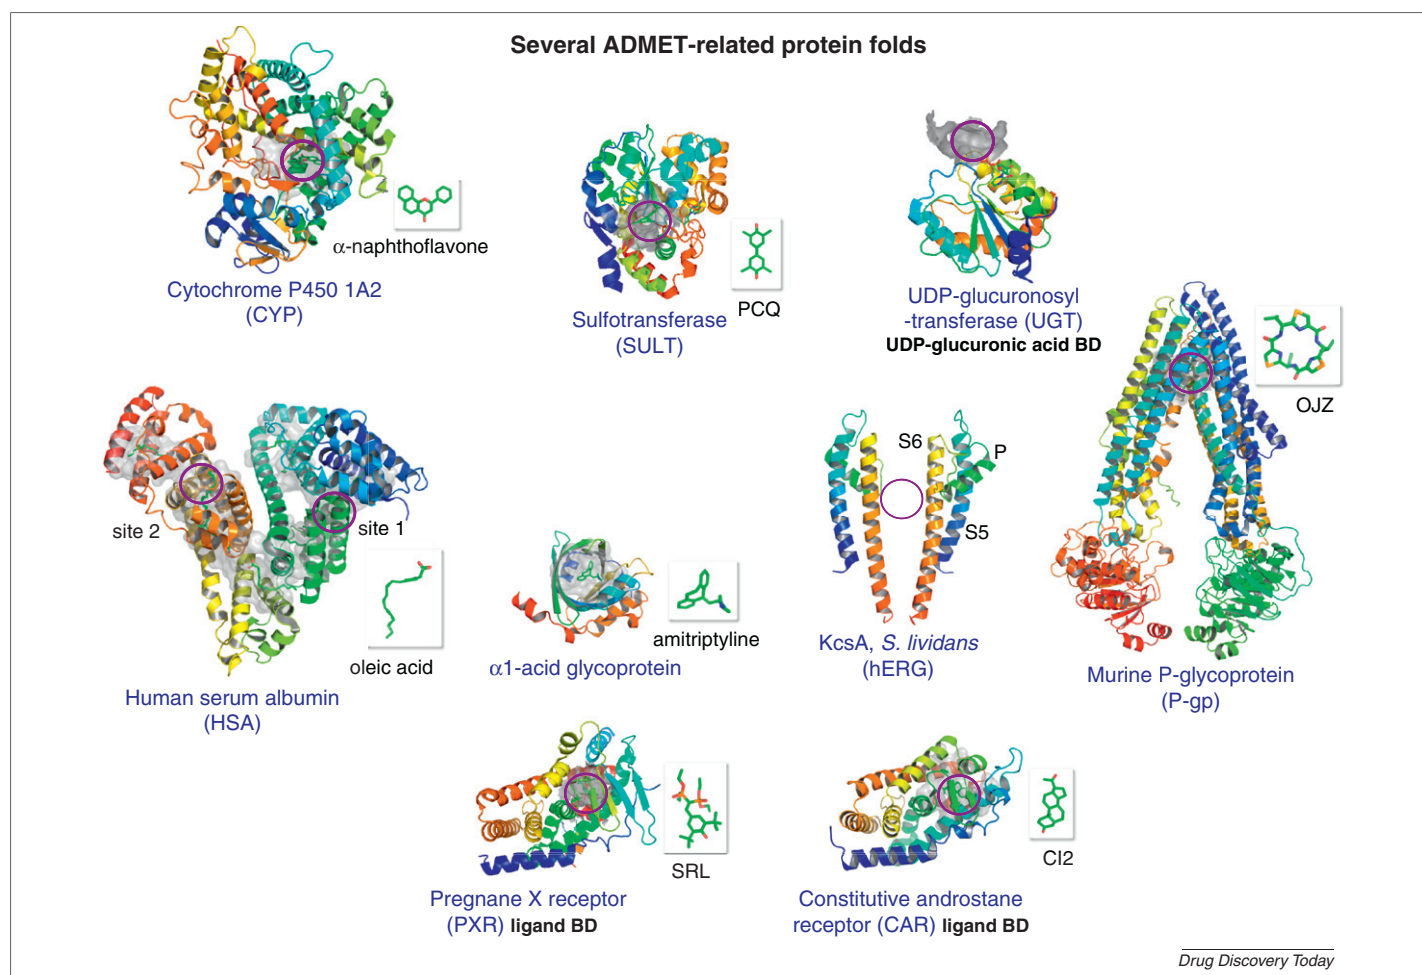 Several ADMET-related protein folds
α-naphthoflavone
Cytochrome P450 1A2
(CYP)
PCQ
Sulfotransferase
(SULT)
UDP-glucuronosyl
-transferase (UGT)
UDP-glucuronic acid BD
OJZ
site 2
site 1
oleic acid
Human serum albumin
(HSA)
amitriptyline
α1-acid glycoprotein
S6
P
S5
KcsA, S. lividans
(hERG)
Murine P-glycoprotein
(P-gp)
SRL
Pregnane X receptor
(PXR) ligand BD
CI2
Constitutive androstane
receptor (CAR) ligand BD
Drug Discovery Today